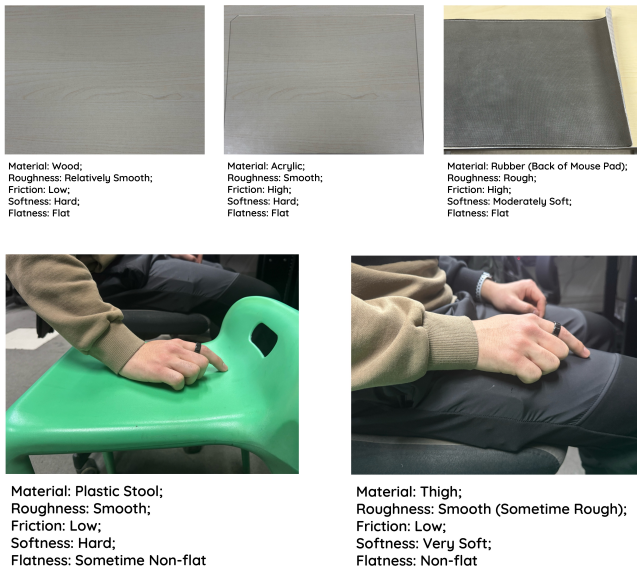 Material: Wood;
Roughness: Relatively Smooth;
Friction: Low;
Softness: Hard;
Flatness: Flat
Material: Acrylic;
Roughness: Smooth;
Friction: High;
Softness: Hard;
Flatness: Flat
Material: Rubber (Back of Mouse Pad);
Roughness: Rough;
Friction: High;
Softness: Moderately Soft;
Flatness: Flat
Material: Plastic Stool;
Roughness: Smooth;
Friction: Low;
Softness: Hard;
Flatness: Sometime Non-flat
Material: Thigh;
Roughness: Smooth (Sometime Rough);
Friction: Low;
Softness: Very Soft;
Flatness: Non-flat